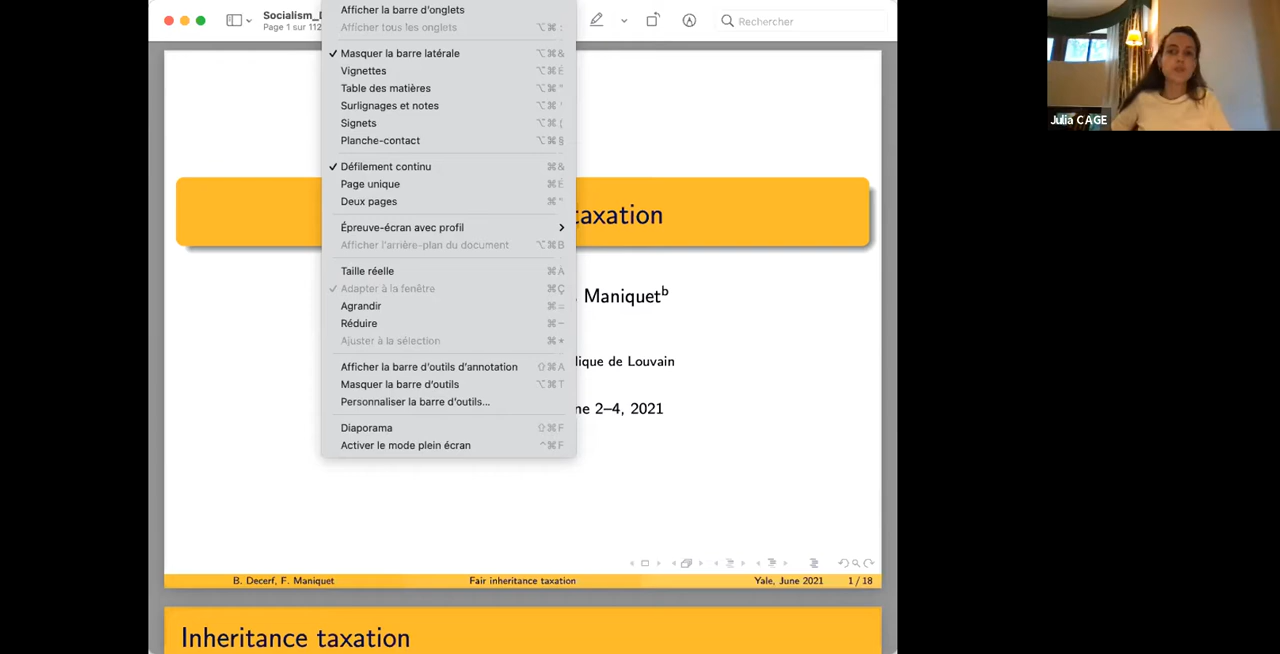 Socialism_
Page 1 sur 112
Rechercher
Afficher la barre d'onglets
Afficher tous les onglets ⌥⌘ :
Masquer la barre latérale ⌥⌘&
Vignettes ⌥⌘É
Table des matières ⌥⌘"
Surlignages et notes ⌥⌘'
Signets ⌥⌘(
Planche-contact ⌥⌘§
Défilement continu ⌘&
Page unique ⌘É
Deux pages ⌘"
Épreuve-écran avec profil
Afficher l'arrière-plan du document ⌥⌘B
Taille réelle ⌘À
Adapter à la fenêtre ⌘Ç
Agrandir ⌘=
Réduire ⌘−
Ajuster à la sélection ⌘*
Afficher la barre d'outils d'annotation ⇧⌘A
Masquer la barre d'outils ⌥⌘T
Personnaliser la barre d'outils...
Diaporama ⇧⌘F
Activer le mode plein écran ^⌘F
taxation
Maniquet b
lique de Louvain
ne 2–4, 2021
B. Decerf, F. Maniquet Fair inheritance taxation Yale, June 2021 1 / 18
Inheritance taxation
Julia CAGE